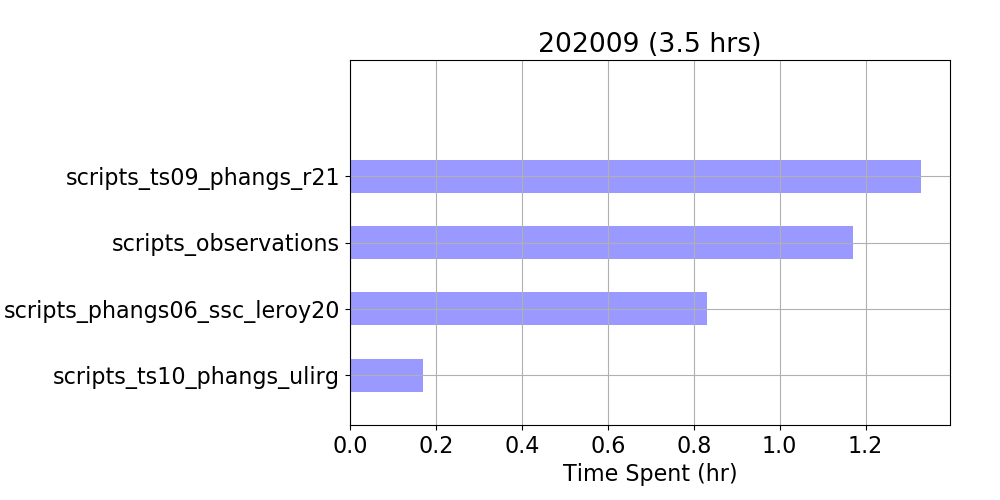 202009 (3.5 hrs)
scripts_ts09_phangs_r21
scripts_observations
scripts_phangs06_ssc_leroy20
scripts_ts10_phangs_ulirg
0.0 0.2 0.4 0.6 0.8 1.0 1.2
Time Spent (hr)